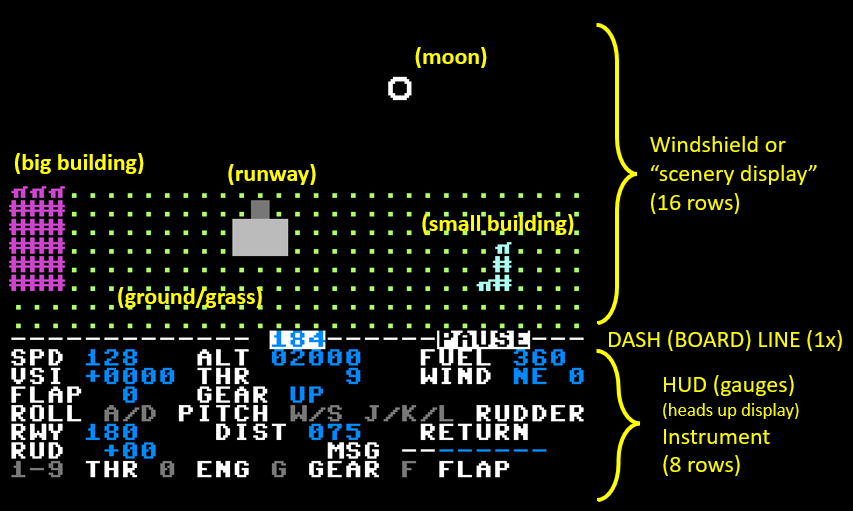 (moon)
Windshield or
“scenery display”
(16 rows)
(big building)
(runway)
(small building)
(ground/grass)
184 PAUSE
DASH (BOARD) LINE (1x)
SPD 128 ALT 02000 FUEL 360
VSI +0000 THR 9 WIND NE 0
FLAP 0 GEAR UP
ROLL A/D PITCH W/S J/K/L RUDDER
RWY 180 DIST 075 RETURN
RUD +00 MSG --------
1-9 THR 0 ENG G GEAR F FLAP
HUD (gauges)
(heads up display)
Instrument
(8 rows)